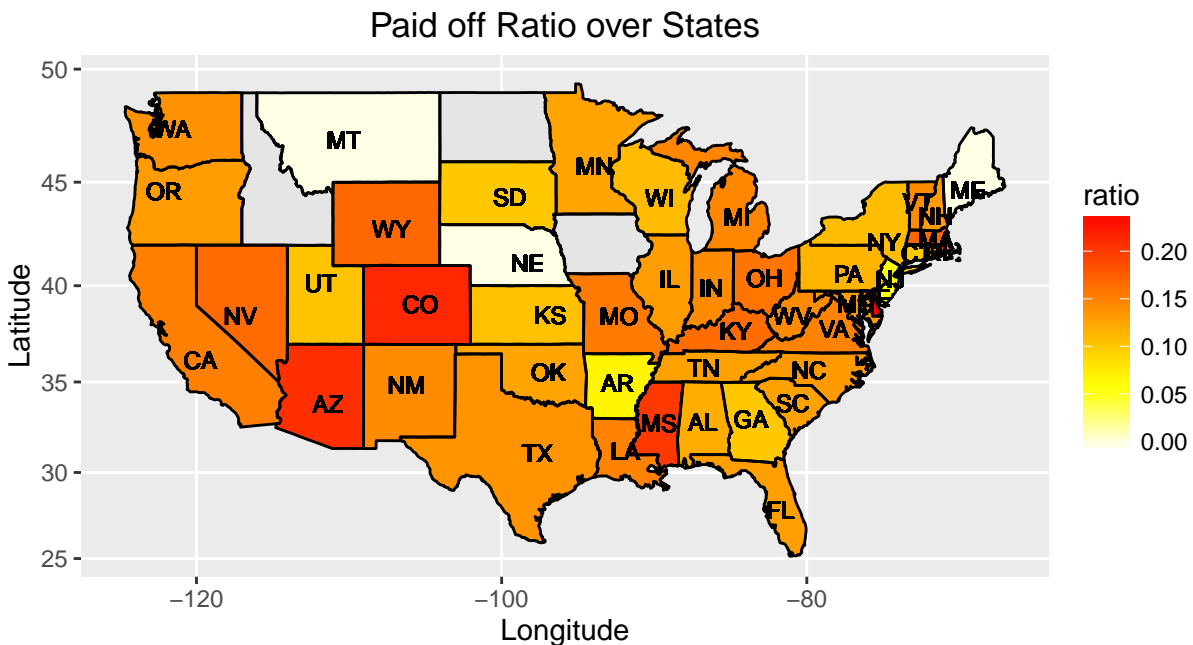 Paid off Ratio over States
50
45
40
35
30
25
Latitude
−120
−100
−80
Longitude
ratio
0.20
0.15
0.10
0.05
0.00
WA
MT
OR
WY
SD
MN
WI
MI
VT
NH
ME
NY
MA
NE
UT
CO
NV
KS
IL
IN
OH
PA
NJ
CA
MO
KY
WV
VA
AZ
NM
OK
AR
TN
NC
SC
MS
AL
GA
TX
LA
FL